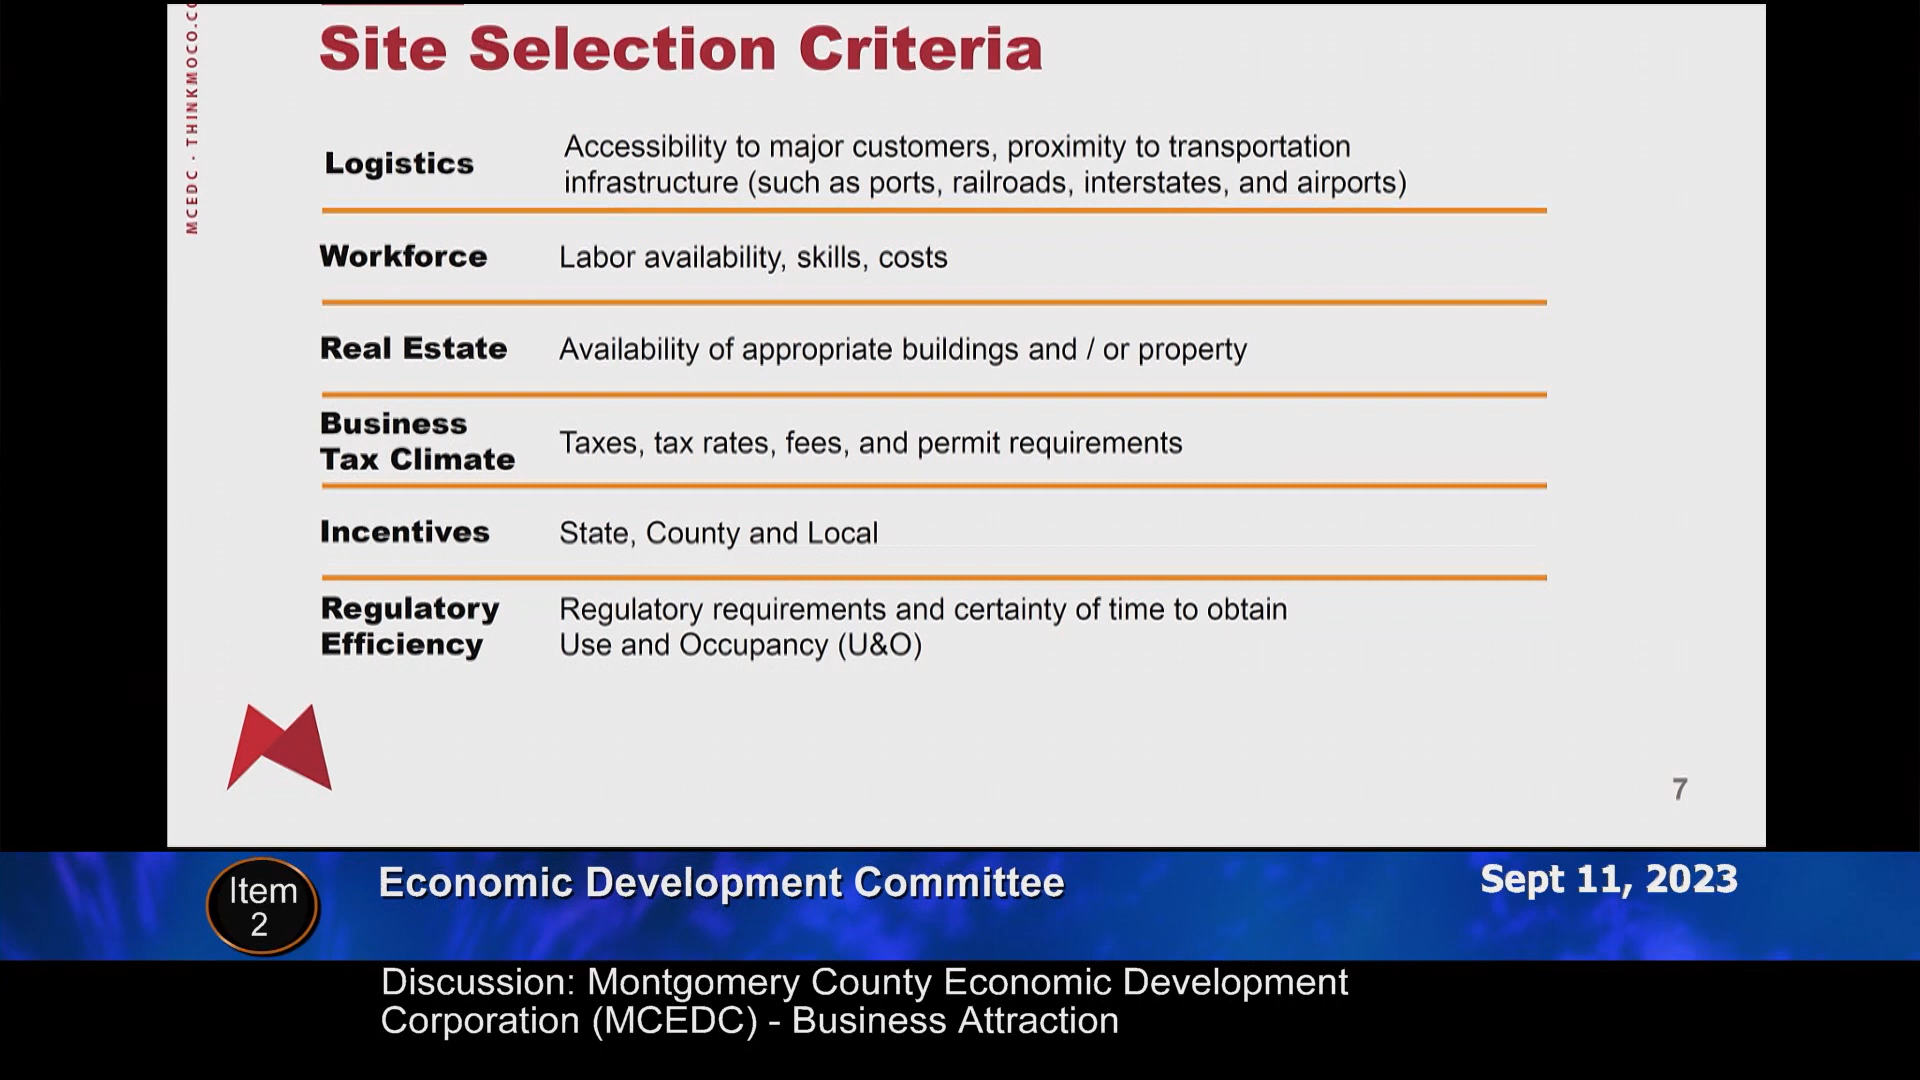 MCEDC · THINKMOCO.C
Site Selection Criteria
Logistics
Accessibility to major customers, proximity to transportation
infrastructure (such as ports, railroads, interstates, and airports)
Workforce
Labor availability, skills, costs
Real Estate
Availability of appropriate buildings and / or property
Business
Tax Climate
Taxes, tax rates, fees, and permit requirements
Incentives
State, County and Local
Regulatory
Efficiency
Regulatory requirements and certainty of time to obtain
Use and Occupancy (U&O)
7
Item
2
Economic Development Committee
Sept 11, 2023
Discussion: Montgomery County Economic Development
Corporation (MCEDC) - Business Attraction